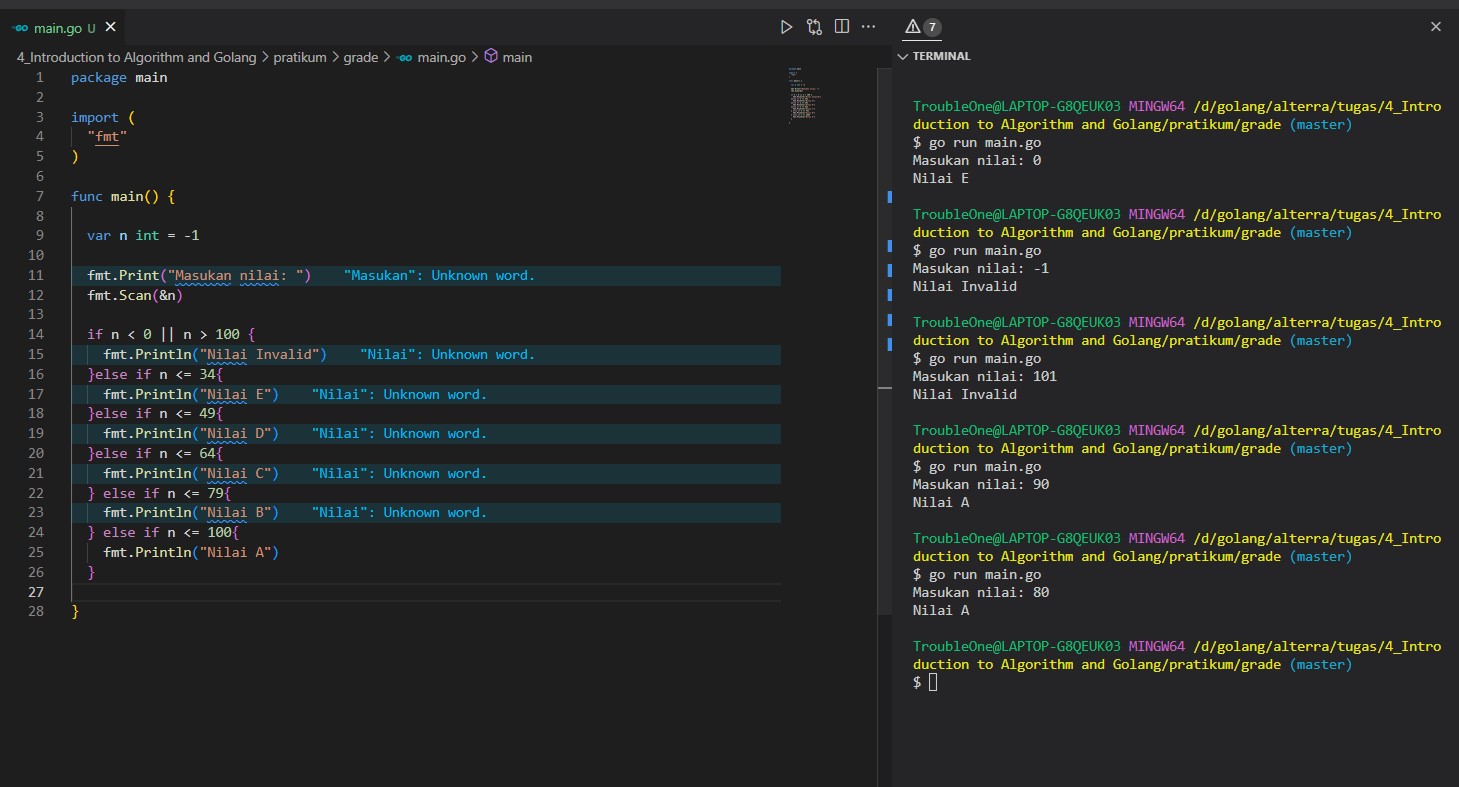 main.go U
7
4_Introduction to Algorithm and Golang > pratikum > grade > main.go > main
1 package main
2
3 import (
4 "fmt"
5 )
6
7 func main() {
8
9 var n int = -1
10
11 fmt.Print("Masukan nilai: ") "Masukan": Unknown word.
12 fmt.Scan(&n)
13
14 if n < 0 || n > 100 {
15 fmt.Println("Nilai Invalid") "Nilai": Unknown word.
16 }else if n <= 34{
17 fmt.Println("Nilai E") "Nilai": Unknown word.
18 }else if n <= 49{
19 fmt.Println("Nilai D") "Nilai": Unknown word.
20 }else if n <= 64{
21 fmt.Println("Nilai C") "Nilai": Unknown word.
22 } else if n <= 79{
23 fmt.Println("Nilai B") "Nilai": Unknown word.
24 } else if n <= 100{
25 fmt.Println("Nilai A")
26 }
27
28 }
TERMINAL
TroubleOne@LAPTOP-G8QEUK03 MINGW64 /d/golang/alterra/tugas/4_Intro
duction to Algorithm and Golang/pratikum/grade (master)
$ go run main.go
Masukan nilai: 0
Nilai E
TroubleOne@LAPTOP-G8QEUK03 MINGW64 /d/golang/alterra/tugas/4_Intro
duction to Algorithm and Golang/pratikum/grade (master)
$ go run main.go
Masukan nilai: -1
Nilai Invalid
TroubleOne@LAPTOP-G8QEUK03 MINGW64 /d/golang/alterra/tugas/4_Intro
duction to Algorithm and Golang/pratikum/grade (master)
$ go run main.go
Masukan nilai: 101
Nilai Invalid
TroubleOne@LAPTOP-G8QEUK03 MINGW64 /d/golang/alterra/tugas/4_Intro
duction to Algorithm and Golang/pratikum/grade (master)
$ go run main.go
Masukan nilai: 90
Nilai A
TroubleOne@LAPTOP-G8QEUK03 MINGW64 /d/golang/alterra/tugas/4_Intro
duction to Algorithm and Golang/pratikum/grade (master)
$ go run main.go
Masukan nilai: 80
Nilai A
TroubleOne@LAPTOP-G8QEUK03 MINGW64 /d/golang/alterra/tugas/4_Intro
duction to Algorithm and Golang/pratikum/grade (master)
$